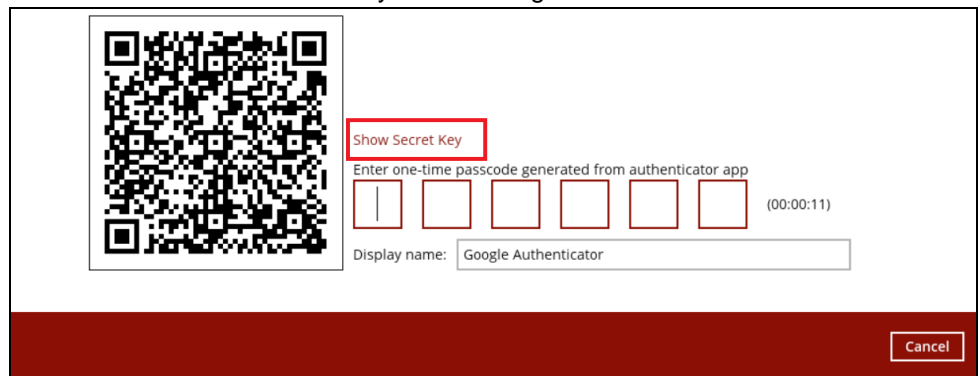 Show Secret Key
Enter one-time passcode generated from authenticator app
(00:00:11)
Display name: Google Authenticator
Cancel